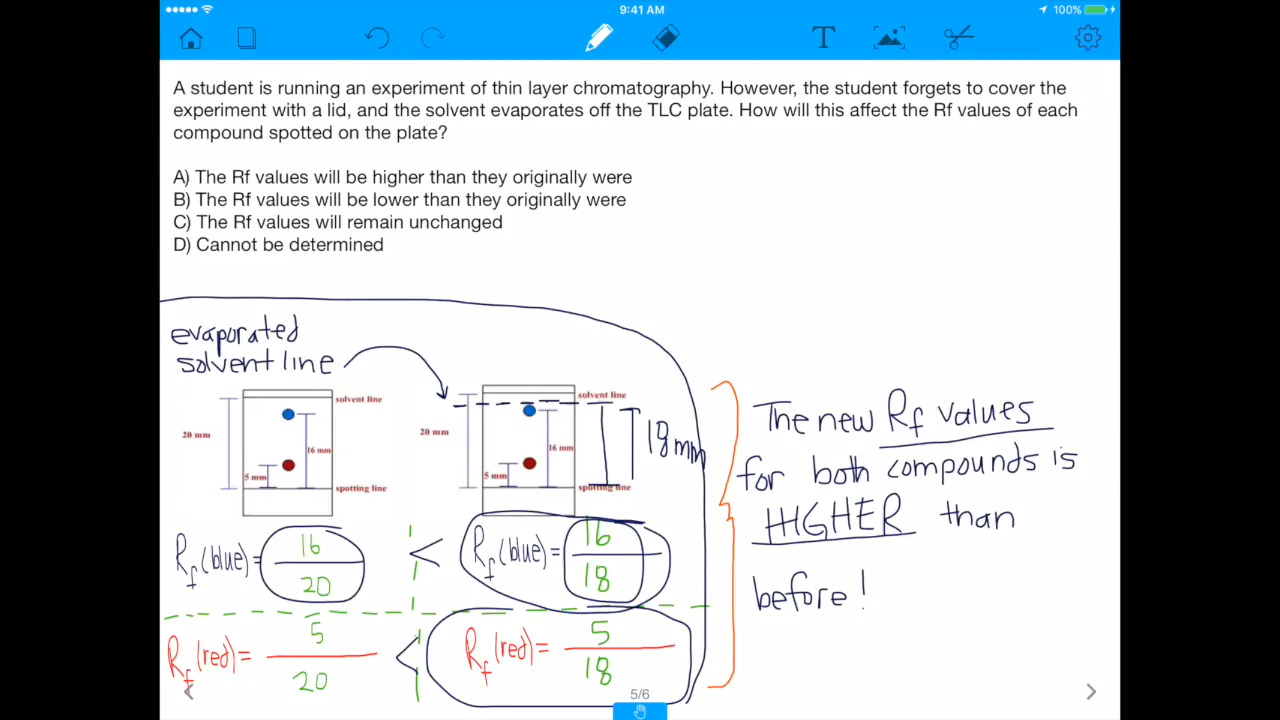 9:41 AM
100%
T
A student is running an experiment of thin layer chromatography. However, the student forgets to cover the
experiment with a lid, and the solvent evaporates off the TLC plate. How will this affect the Rf values of each
compound spotted on the plate?
A) The Rf values will be higher than they originally were
B) The Rf values will be lower than they originally were
C) The Rf values will remain unchanged
D) Cannot be determined
evaporated
solvent line
solvent line
20 mm
16 mm
5 mm
spotting line
solvent line
20 mm
16 mm
5 mm
spotting line
18 mm
Rf (blue) = 16/20 < Rf (blue) = 16/18
Rf (red) = 5/20 < Rf (red) = 5/18
The new Rf values
for both compounds is
HIGHER than
before!
5/6